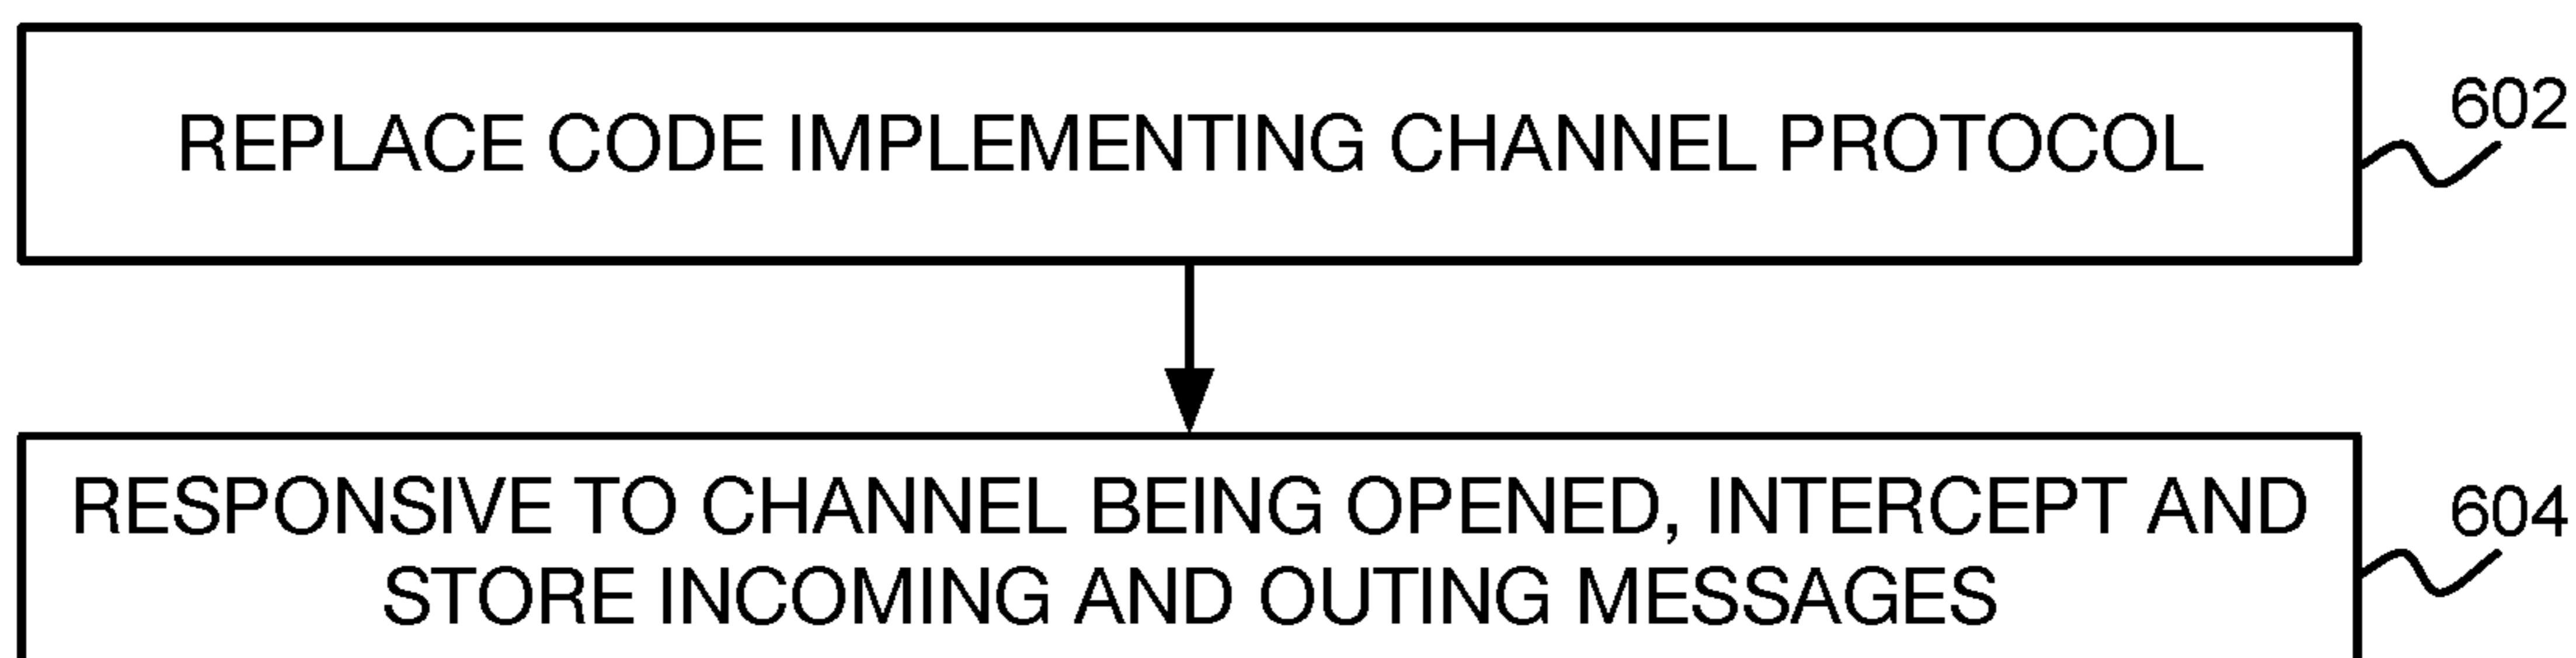 REPLACE CODE IMPLEMENTING CHANNEL PROTOCOL
602
RESPONSIVE TO CHANNEL BEING OPENED, INTERCEPT AND
STORE INCOMING AND OUTING MESSAGES
604